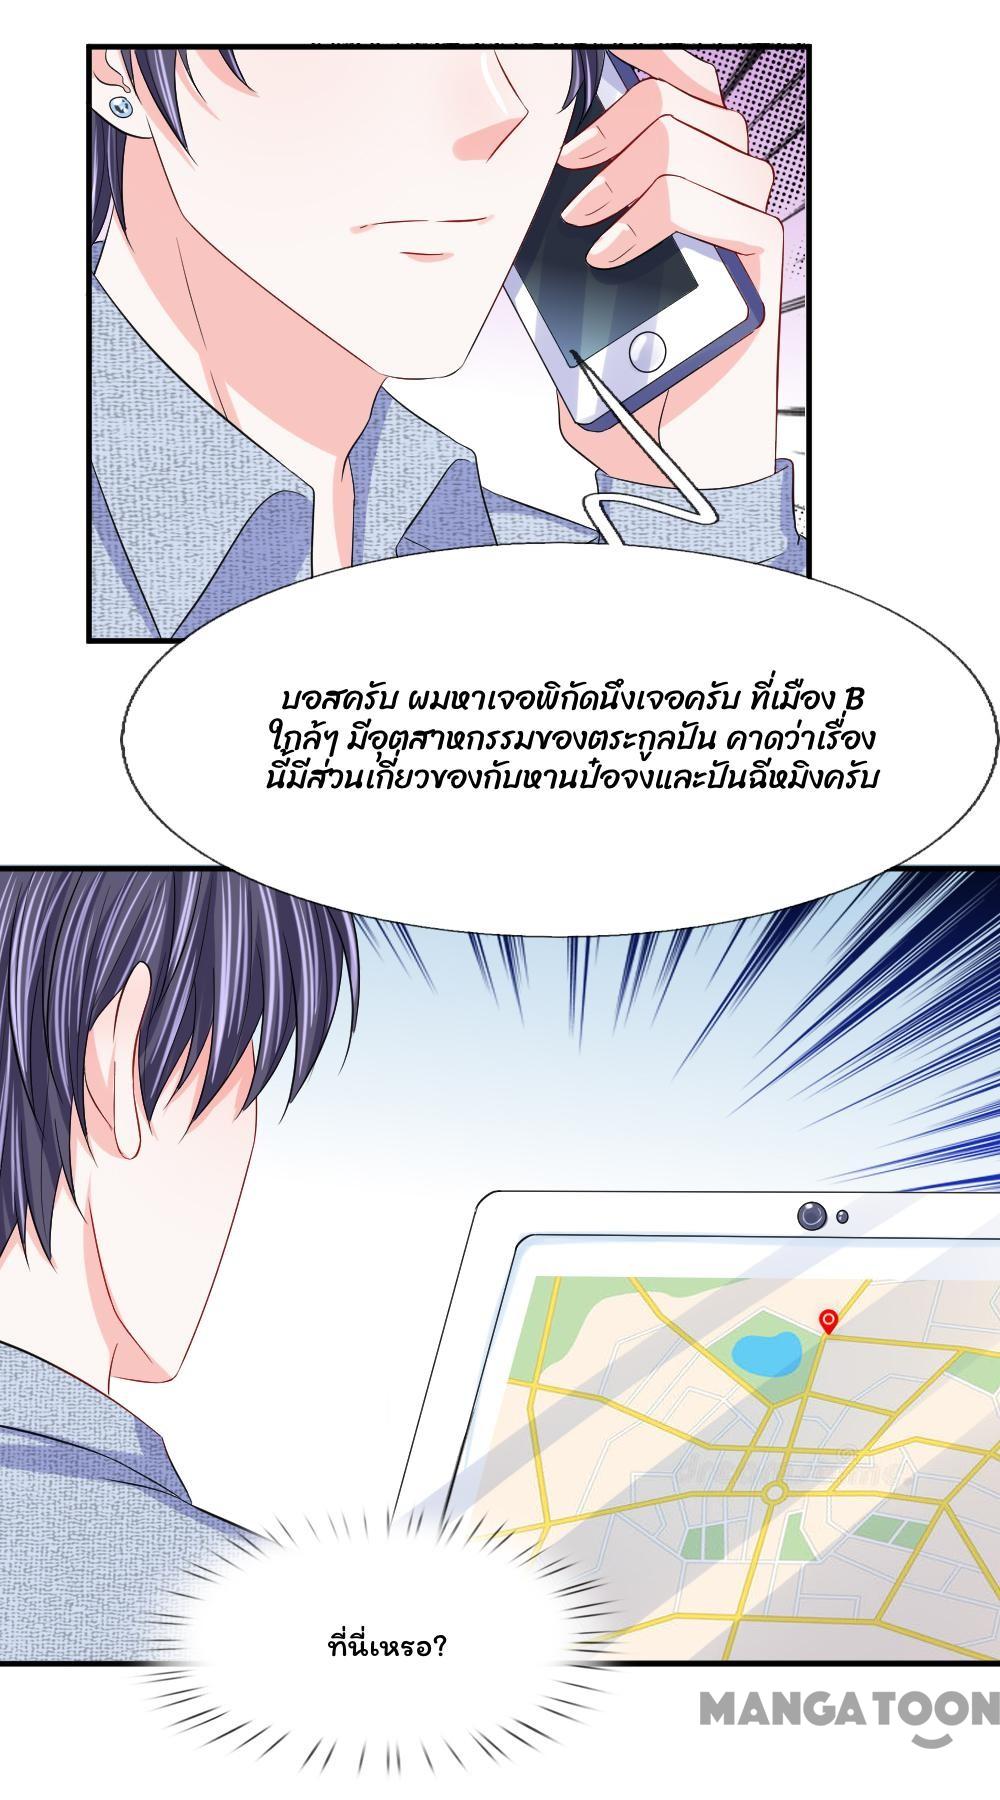 บอสครับ ผมหาเจอพิกัดนึงเจอครับ ที่เมือง B
ใกล้ๆ มีอุตสาหกรรมของตระกูลปัน คาดว่าเรื่อง
นี้มีส่วนเกี่ยวของกับหานป๋อจงและปันฉีหมิงครับ
ที่นี่เหรอ?
MANGATOON